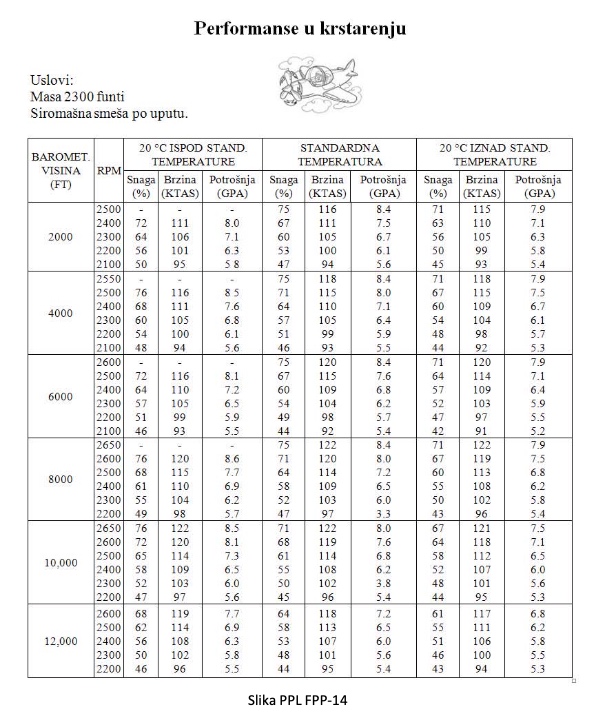 Performanse u krstarenju
Uslovi:
Masa 2300 funti
Siromašna smeša po uputu.
BAROMET. VISINA (FT) RPM 20 °C ISPOD STAND. TEMPERATURE STANDARDNA TEMPERATURA 20 °C IZNAD STAND. TEMPERATURE
Snaga (%) Brzina (KTAS) Potrošnja (GPA) Snaga (%) Brzina (KTAS) Potrošnja (GPA) Snaga (%) Brzina (KTAS) Potrošnja (GPA)
2000
2500 - - - 75 116 8.4 71 115 7.9
2400 72 111 8.0 67 111 7.5 63 110 7.1
2300 64 106 7.1 60 105 6.7 56 105 6.3
2200 56 101 6.3 53 100 6.1 50 99 5.8
2100 50 95 5 8 47 94 5.6 45 93 5.4
4000
2550 - - - 75 118 8.4 71 118 7.9
2500 76 116 8 5 71 115 8.0 67 115 7.5
2400 68 111 7.6 64 110 7.1 60 109 6.7
2300 60 105 6.8 57 105 6.4 54 104 6.1
2200 54 100 6.1 51 99 5.9 48 98 5.7
2100 48 94 5.6 46 93 5.5 44 92 5.3
6000
2600 - - - 75 120 8.4 71 120 7.9
2500 72 116 8.1 67 115 7.6 64 114 7.1
2400 64 110 7.2 60 109 6.8 57 109 6.4
2300 57 105 6.5 54 104 6.2 52 103 5.9
2200 51 99 5.9 49 98 5.7 47 97 5.5
2100 46 93 5.5 44 92 5.4 42 91 5.2
8000
2650 - - - 75 122 8.4 71 122 7.9
2600 76 120 8.6 71 120 8.0 67 119 7.5
2500 68 115 7.7 64 114 7.2 60 113 6.8
2400 61 110 6.9 58 109 6.5 55 108 6.2
2300 55 104 6.2 52 103 6.0 50 102 5.8
2200 49 98 5.7 47 97 3.3 43 96 5.4
10,000
2650 76 122 8.5 71 122 8.0 67 121 7.5
2600 72 120 8.1 68 119 7.6 64 118 7.1
2500 65 114 7.3 61 114 6.8 58 112 6.5
2400 58 109 6.5 55 108 6.2 52 107 6.0
2300 52 103 6.0 50 102 3.8 48 101 5.6
2200 47 97 5.6 45 96 5.4 44 95 5.3
12,000
2600 68 119 7.7 64 118 7.2 61 117 6.8
2500 62 114 6.9 58 113 6.5 55 111 6.2
2400 56 108 6.3 53 107 6.0 51 106 5.8
2300 50 102 5.8 48 101 5.6 46 100 5.5
2200 46 96 5.5 44 95 5.4 43 94 5.3
Slika PPL FPP-14